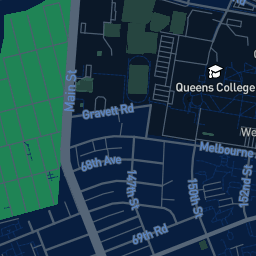 Main St
Queens College
Gravett Rd
We
Melbourne
68th Ave
147th St
150th St
152nd St
69th Rd